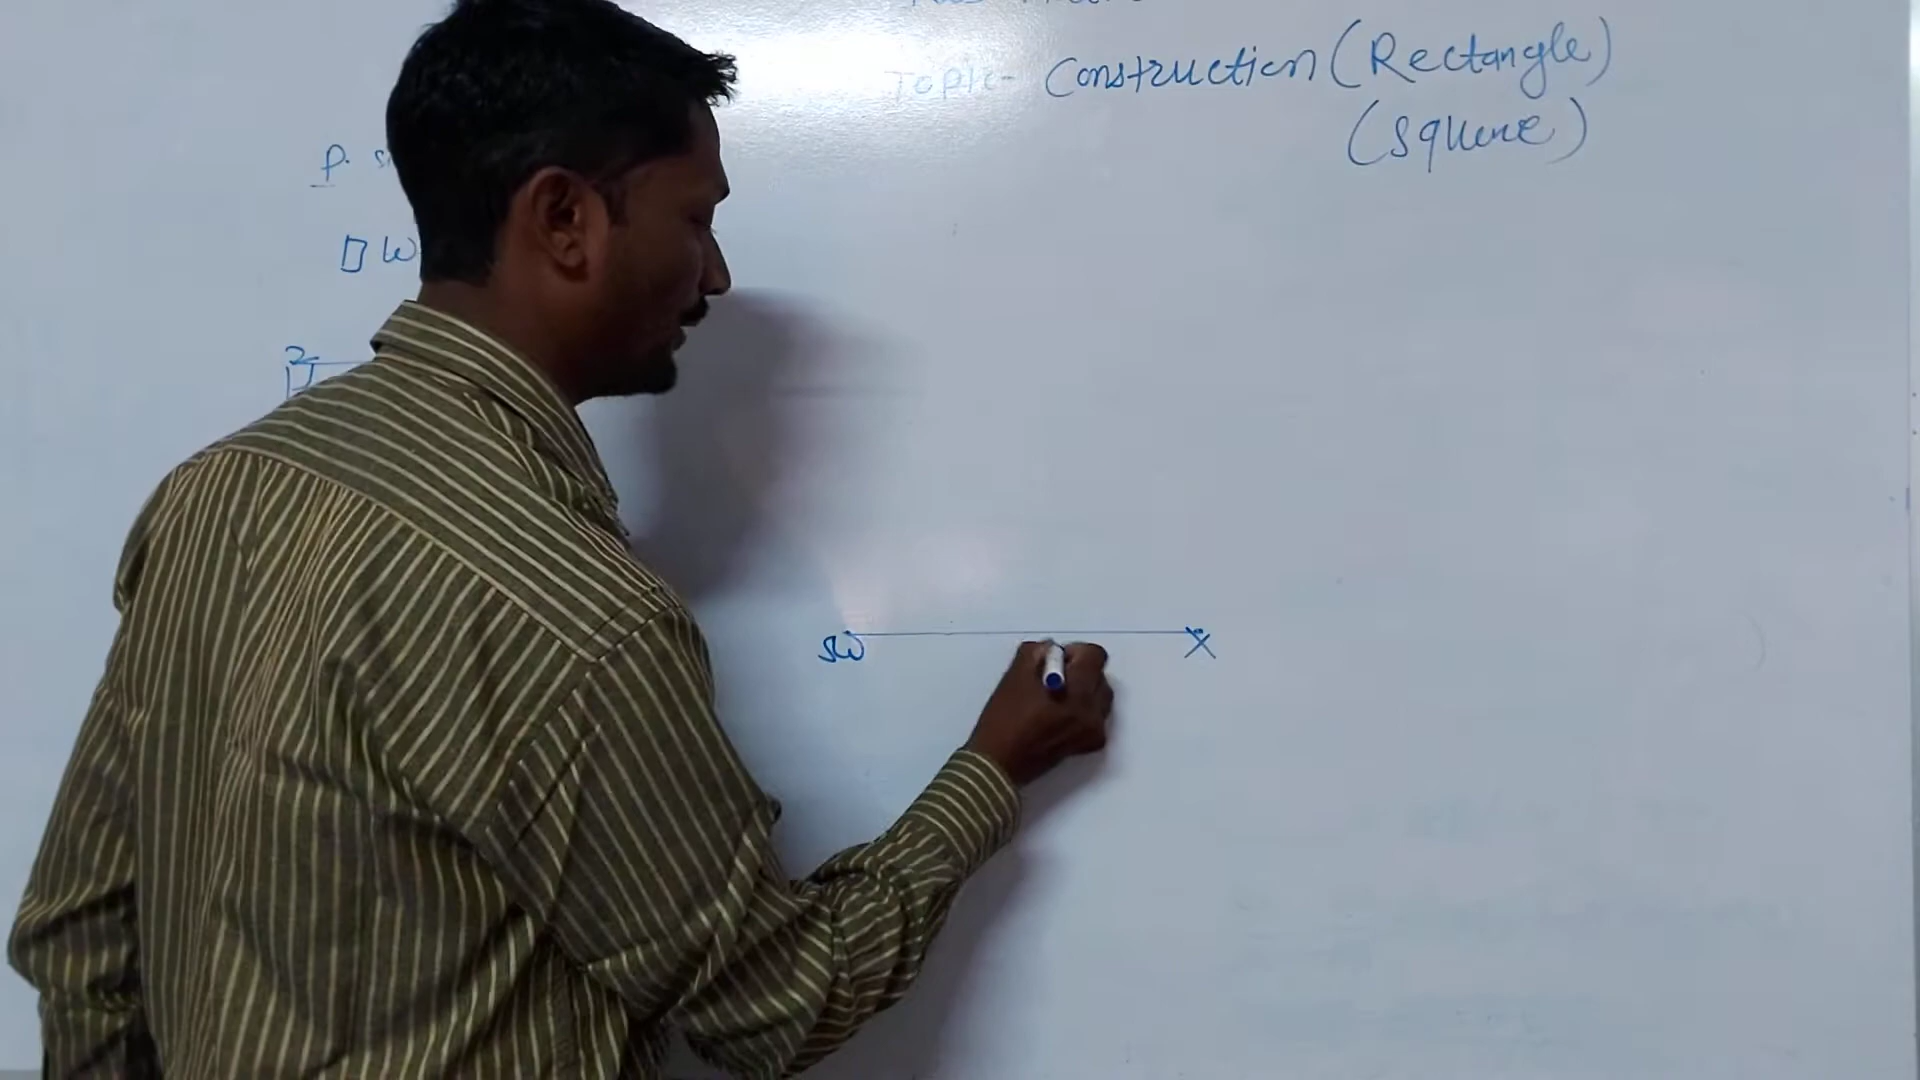 Topic- Construction (Rectangle)
(Square)
P.
▯ W
Z
W X